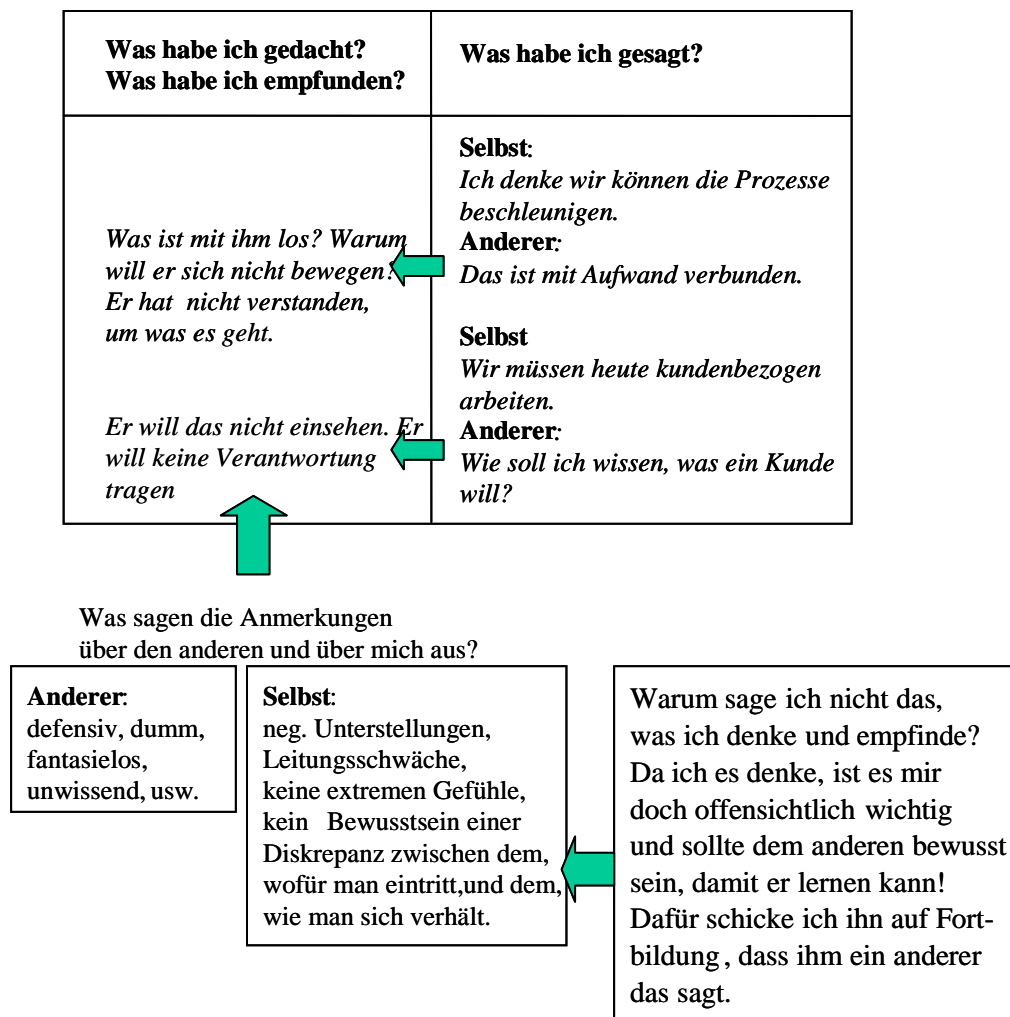 Was habe ich gedacht?
Was habe ich empfunden?
Was habe ich gesagt?
Was ist mit ihm los? Warum
will er sich nicht bewegen?
Er hat nicht verstanden,
um was es geht.
Er will das nicht einsehen. Er
will keine Verantwortung
tragen
Selbst:
Ich denke wir können die Prozesse
beschleunigen.
Anderer:
Das ist mit Aufwand verbunden.
Selbst
Wir müssen heute kundenbezogen
arbeiten.
Anderer:
Wie soll ich wissen, was ein Kunde
will?
Was sagen die Anmerkungen
über den anderen und über mich aus?
Anderer:
defensiv, dumm,
fantasielos,
unwissend, usw.
Selbst:
neg. Unterstellungen,
Leitungsschwäche,
keine extremen Gefühle,
kein Bewusstsein einer
Diskrepanz zwischen dem,
wofür man eintritt,und dem,
wie man sich verhält.
Warum sage ich nicht das,
was ich denke und empfinde?
Da ich es denke, ist es mir
doch offensichtlich wichtig
und sollte dem anderen bewusst
sein, damit er lernen kann!
Dafür schicke ich ihn auf Fort-
bildung, dass ihm ein anderer
das sagt.